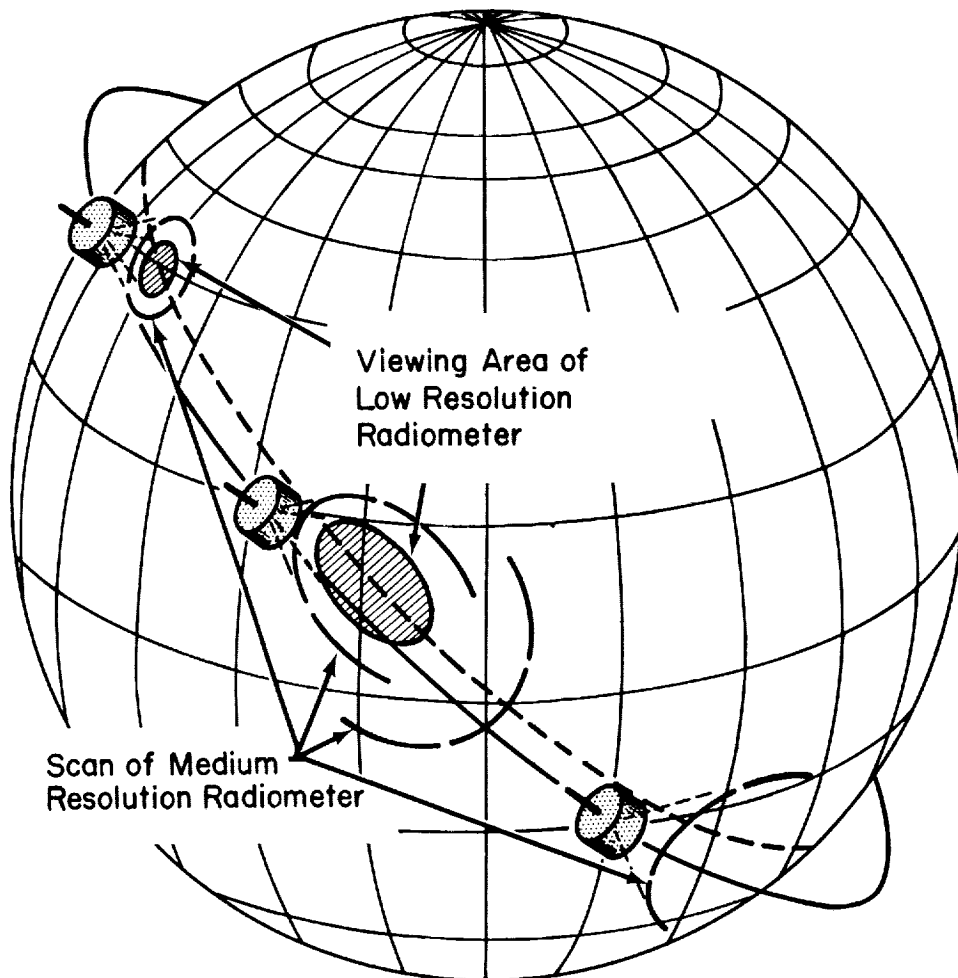 Viewing Area of
Low Resolution
Radiometer
Scan of Medium
Resolution Radiometer